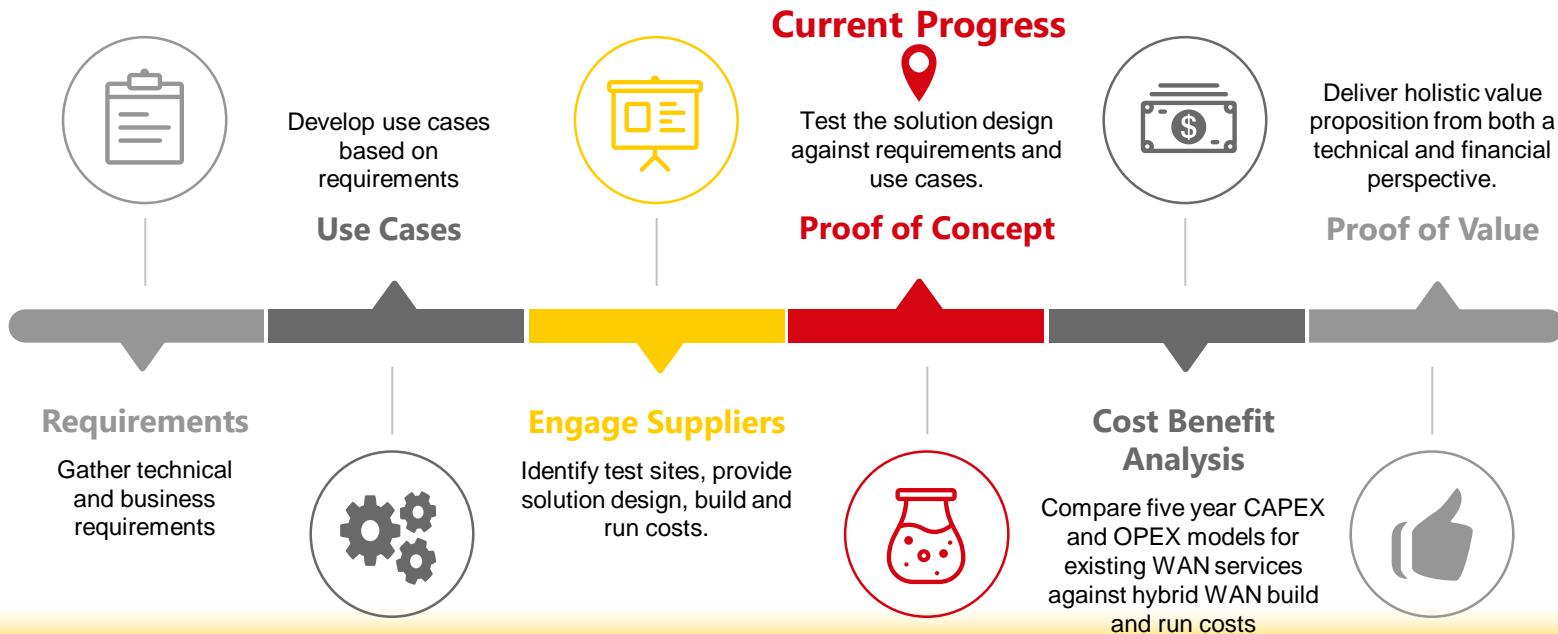 Current Progress
Develop use cases
based on
requirements
Use Cases
Test the solution design
against requirements and
use cases.
Proof of Concept
$
Deliver holistic value
proposition from both a
technical and financial
perspective.
Proof of Value
Requirements
Gather technical
and business
requirements
Engage Suppliers
Identify test sites, provide
solution design, build and
run costs.
Cost Benefit
Analysis
Compare five year CAPEX
and OPEX models for
existing WAN services
against hybrid WAN build
and run costs